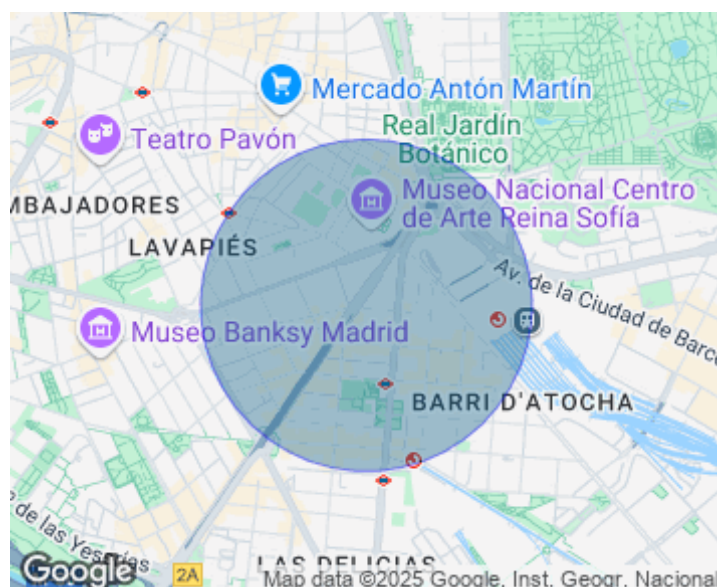 Mercado Antón Martín
Teatro Pavón
Real Jardín
Botánico
Museo Nacional Centro
de Arte Reina Sofía
MBAJADORES
LAVAPIÉS
Av. de la Ciudad de Barce
Museo Banksy Madrid
BARRI D'ATOCHA
o de las Yeserías
Google
2A
LAS DELICIAS
Map data ©2025 Google, Inst. Geogr. Nacional